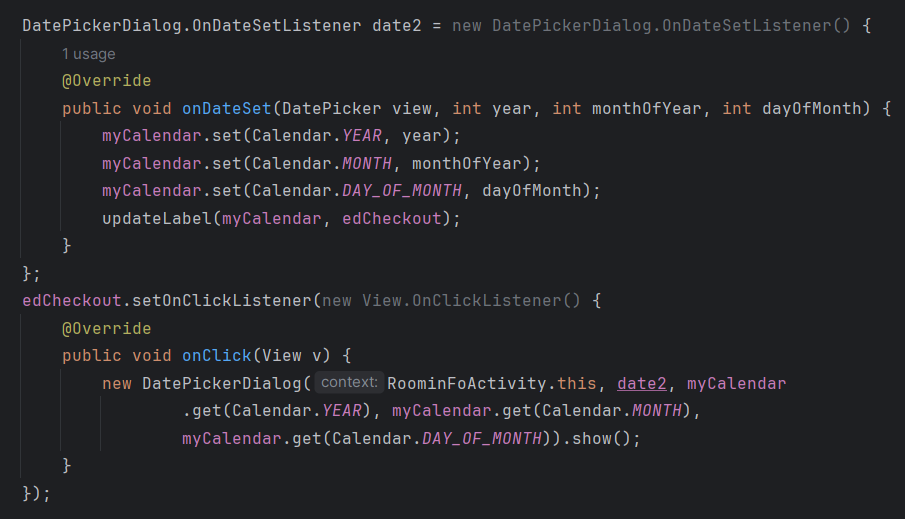 DatePickerDialog.OnDateSetListener date2 = new DatePickerDialog.OnDateSetListener() {
1 usage
@Override
public void onDateSet(DatePicker view, int year, int monthOfYear, int dayOfMonth) {
myCalendar.set(Calendar.YEAR, year);
myCalendar.set(Calendar.MONTH, monthOfYear);
myCalendar.set(Calendar.DAY_OF_MONTH, dayOfMonth);
updateLabel(myCalendar, edCheckout);
}
};
edCheckout.setOnClickListener(new View.OnClickListener() {
@Override
public void onClick(View v) {
new DatePickerDialog( context: RoominFoActivity.this, date2, myCalendar
.get(Calendar.YEAR), myCalendar.get(Calendar.MONTH),
myCalendar.get(Calendar.DAY_OF_MONTH)).show();
}
});